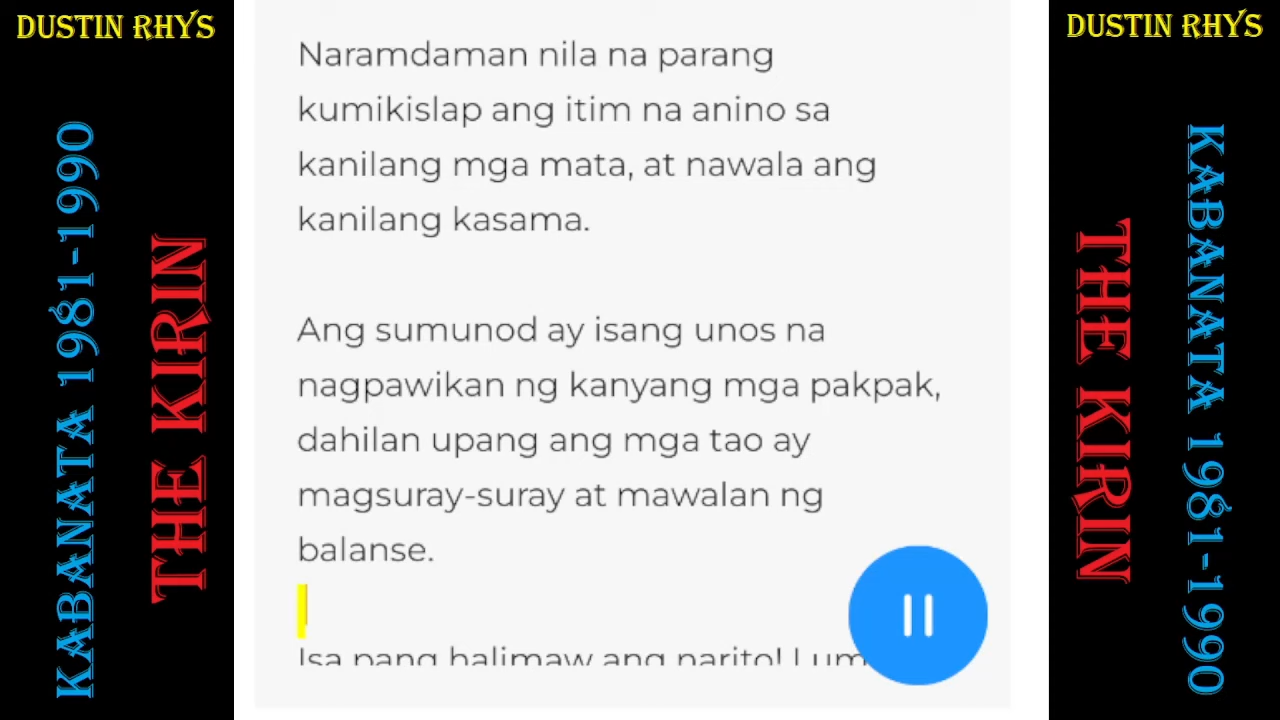 DUSTIN RHYS
KABANATA 1981-1990
THE KIRIN
Naramdaman nila na parang
kumikislap ang itim na anino sa
kanilang mga mata, at nawala ang
kanilang kasama.
Ang sumunod ay isang unos na
nagpawikan ng kanyang mga pakpak,
dahilan upang ang mga tao ay
magsuray-suray at mawalan ng
balanse.
Isa pang halimaw ang narito!
DUSTIN RHYS
THE KIRIN
KABANATA 1981-1990